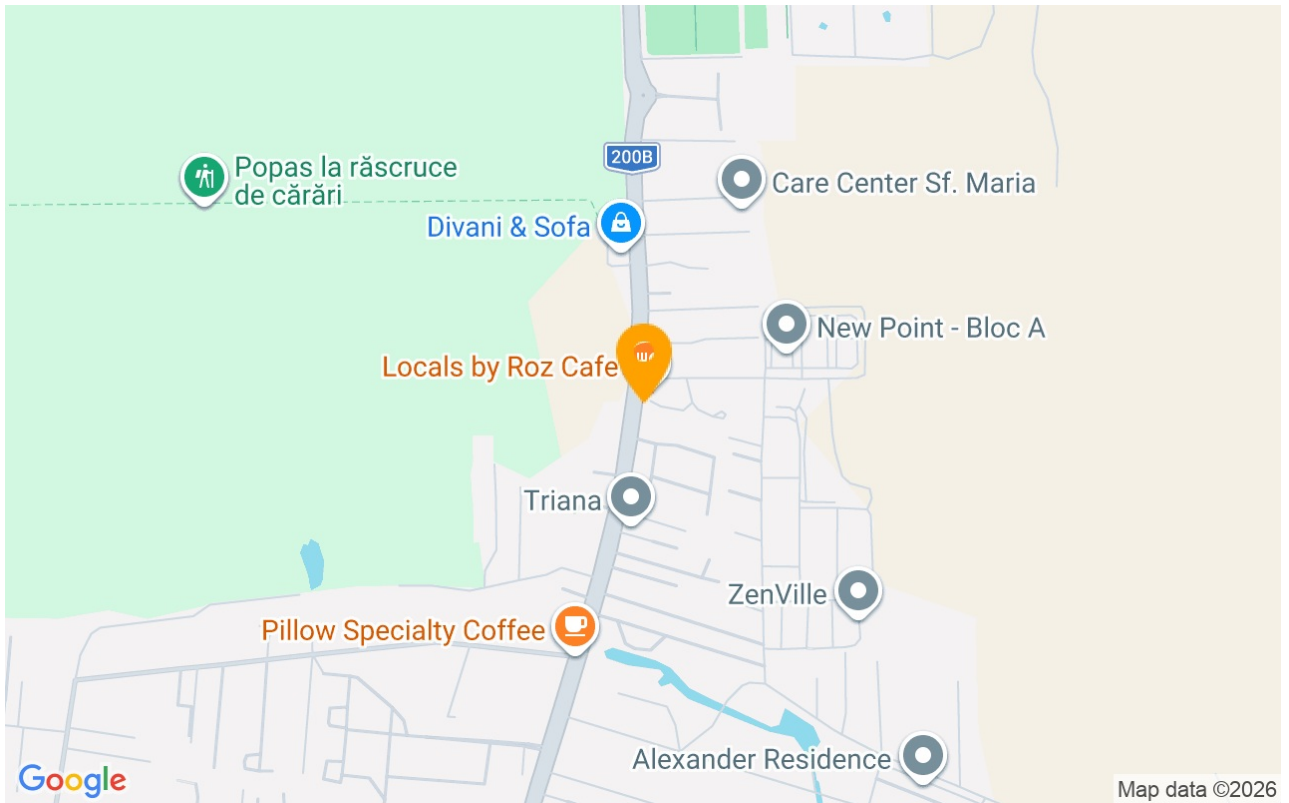 200B
Popas la răscruce
de cărări
Care Center Sf. Maria
Divani & Sofa
New Point - Bloc A
Locals by Roz Cafe
Triana
ZenVille
Pillow Specialty Coffee
Alexander Residence
Google
Map data ©2026